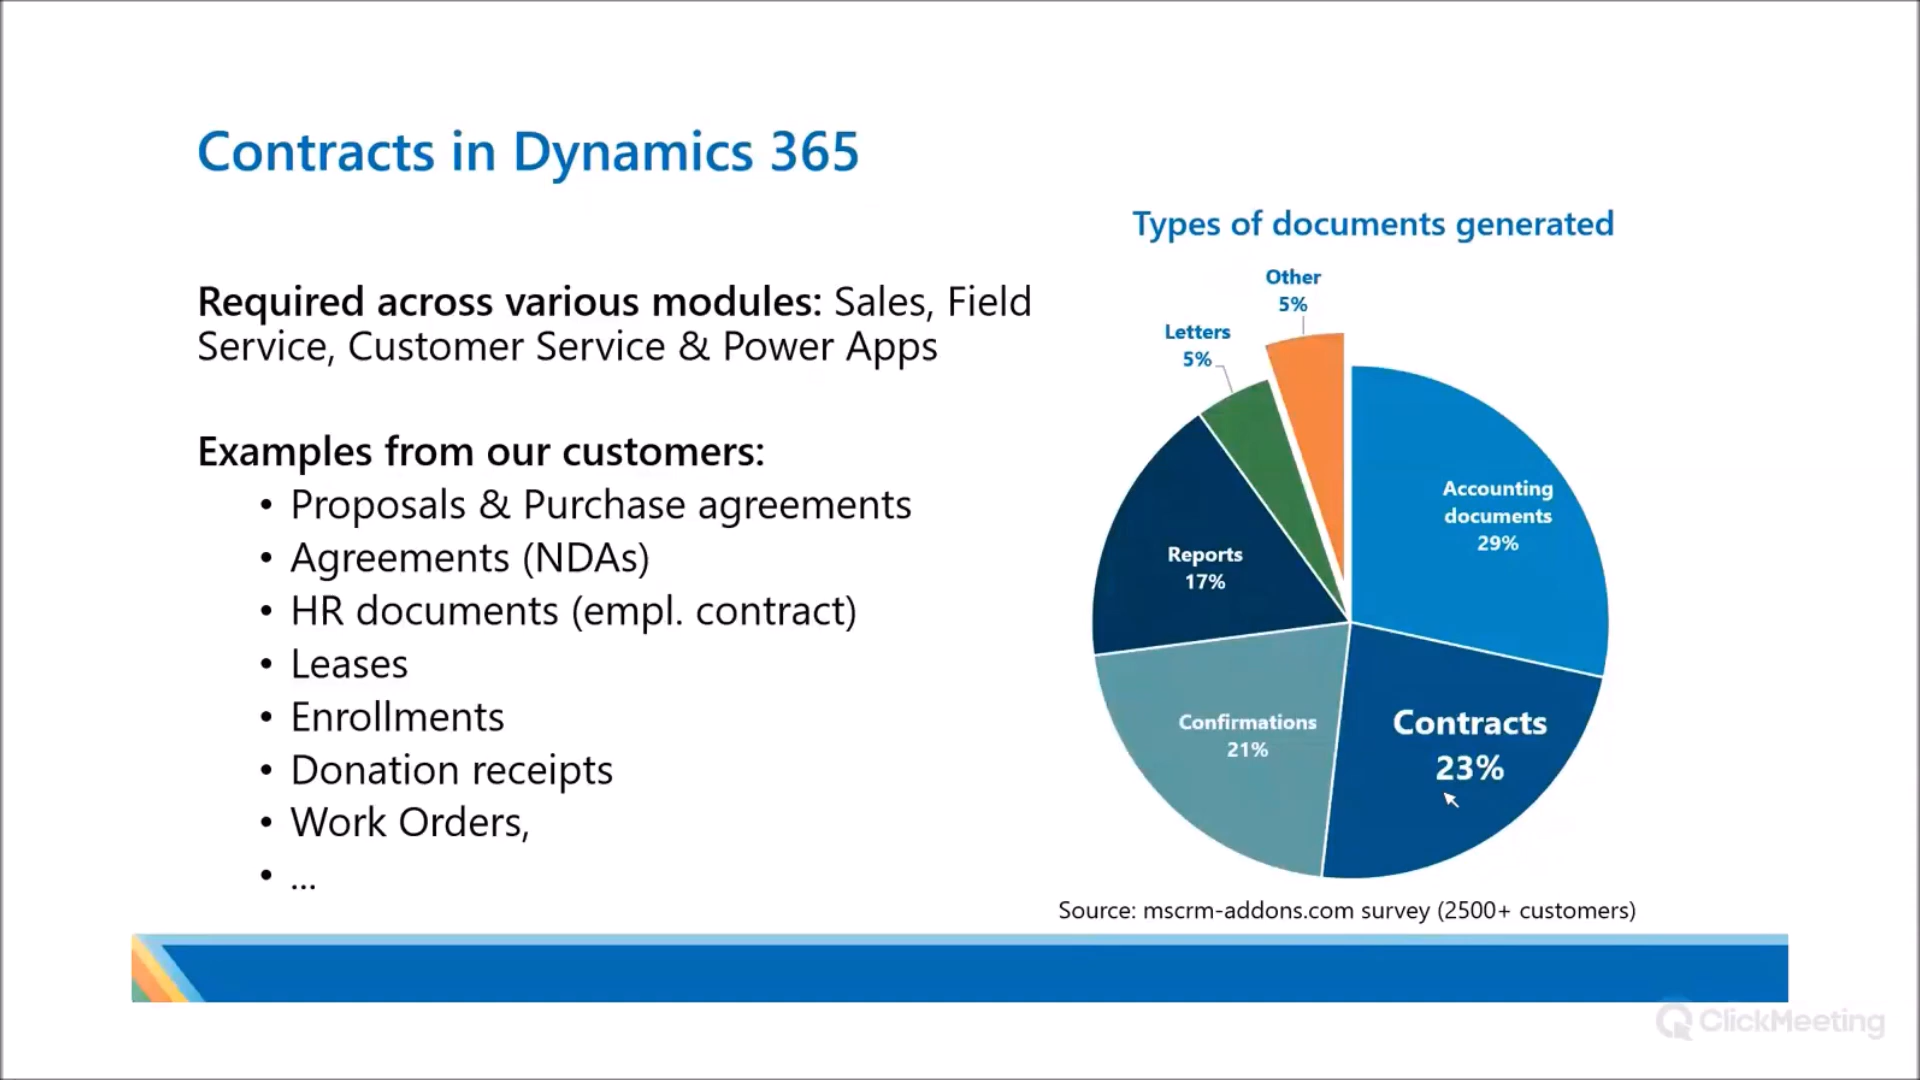 Contracts in Dynamics 365
Required across various modules: Sales, Field
Service, Customer Service & Power Apps
Examples from our customers:
• Proposals & Purchase agreements
• Agreements (NDAs)
• HR documents (empl. contract)
• Leases
• Enrollments
• Donation receipts
• Work Orders,
• ...
Types of documents generated
Other
5%
Letters
5%
Accounting
documents
29%
Reports
17%
Confirmations
21%
Contracts
23%
Source: mscrm-addons.com survey (2500+ customers)
ClickMeeting